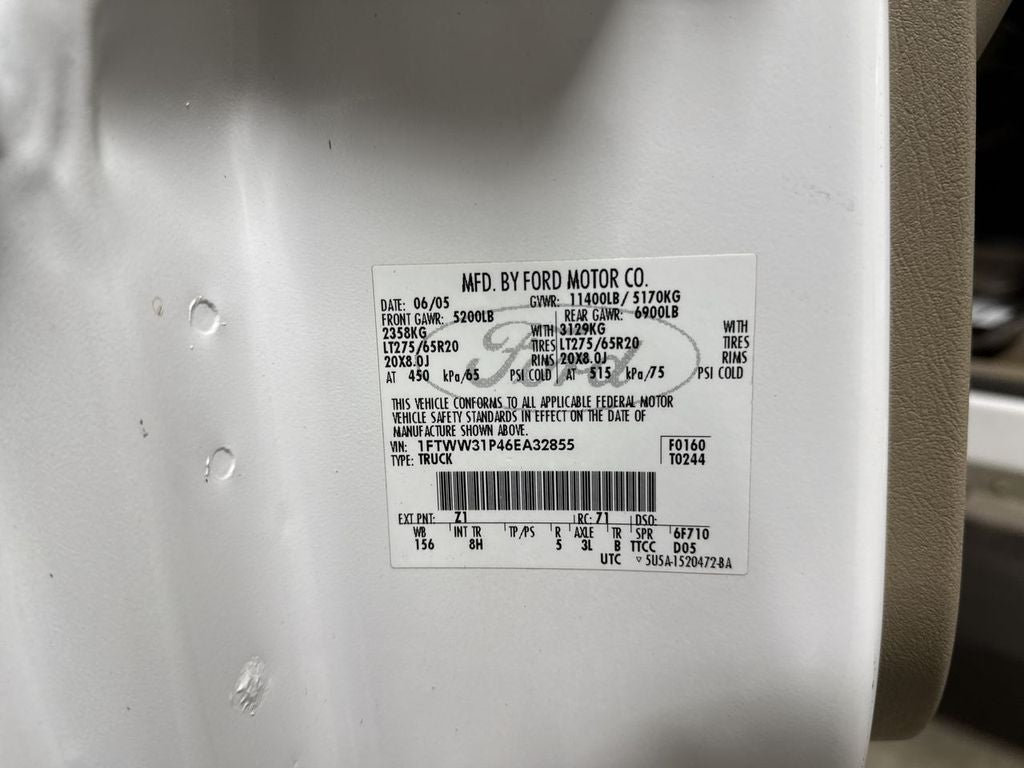 MFD. BY FORD MOTOR CO.
DATE: 06/05 GVWR: 11400LB/ 5170KG
FRONT GAWR: 5200LB REAR GAWR: 6900LB
2358KG WITH 3129KG WITH
LT275/65R20 TIRES LT275/65R20 TIRES
20X8.0J RIMS 20X8.0J RIMS
AT 450 kPa/65 PSI COLD AT 515 kPa/75 PSI COLD
Ford
THIS VEHICLE CONFORMS TO ALL APPLICABLE FEDERAL MOTOR
VEHICLE SAFETY STANDARDS IN EFFECT ON THE DATE OF
MANUFACTURE SHOWN ABOVE.
VIN: 1FTWW31P46EA32855 F0160
TYPE: TRUCK T0244
EXT PNT: Z1 RC: 71 DSO:
WB INT TR TP/PS R AXLE TR SPR 6F710
156 8H 5 3L B TTCC D05
UTC ▽ 5U5A-1520472-BA